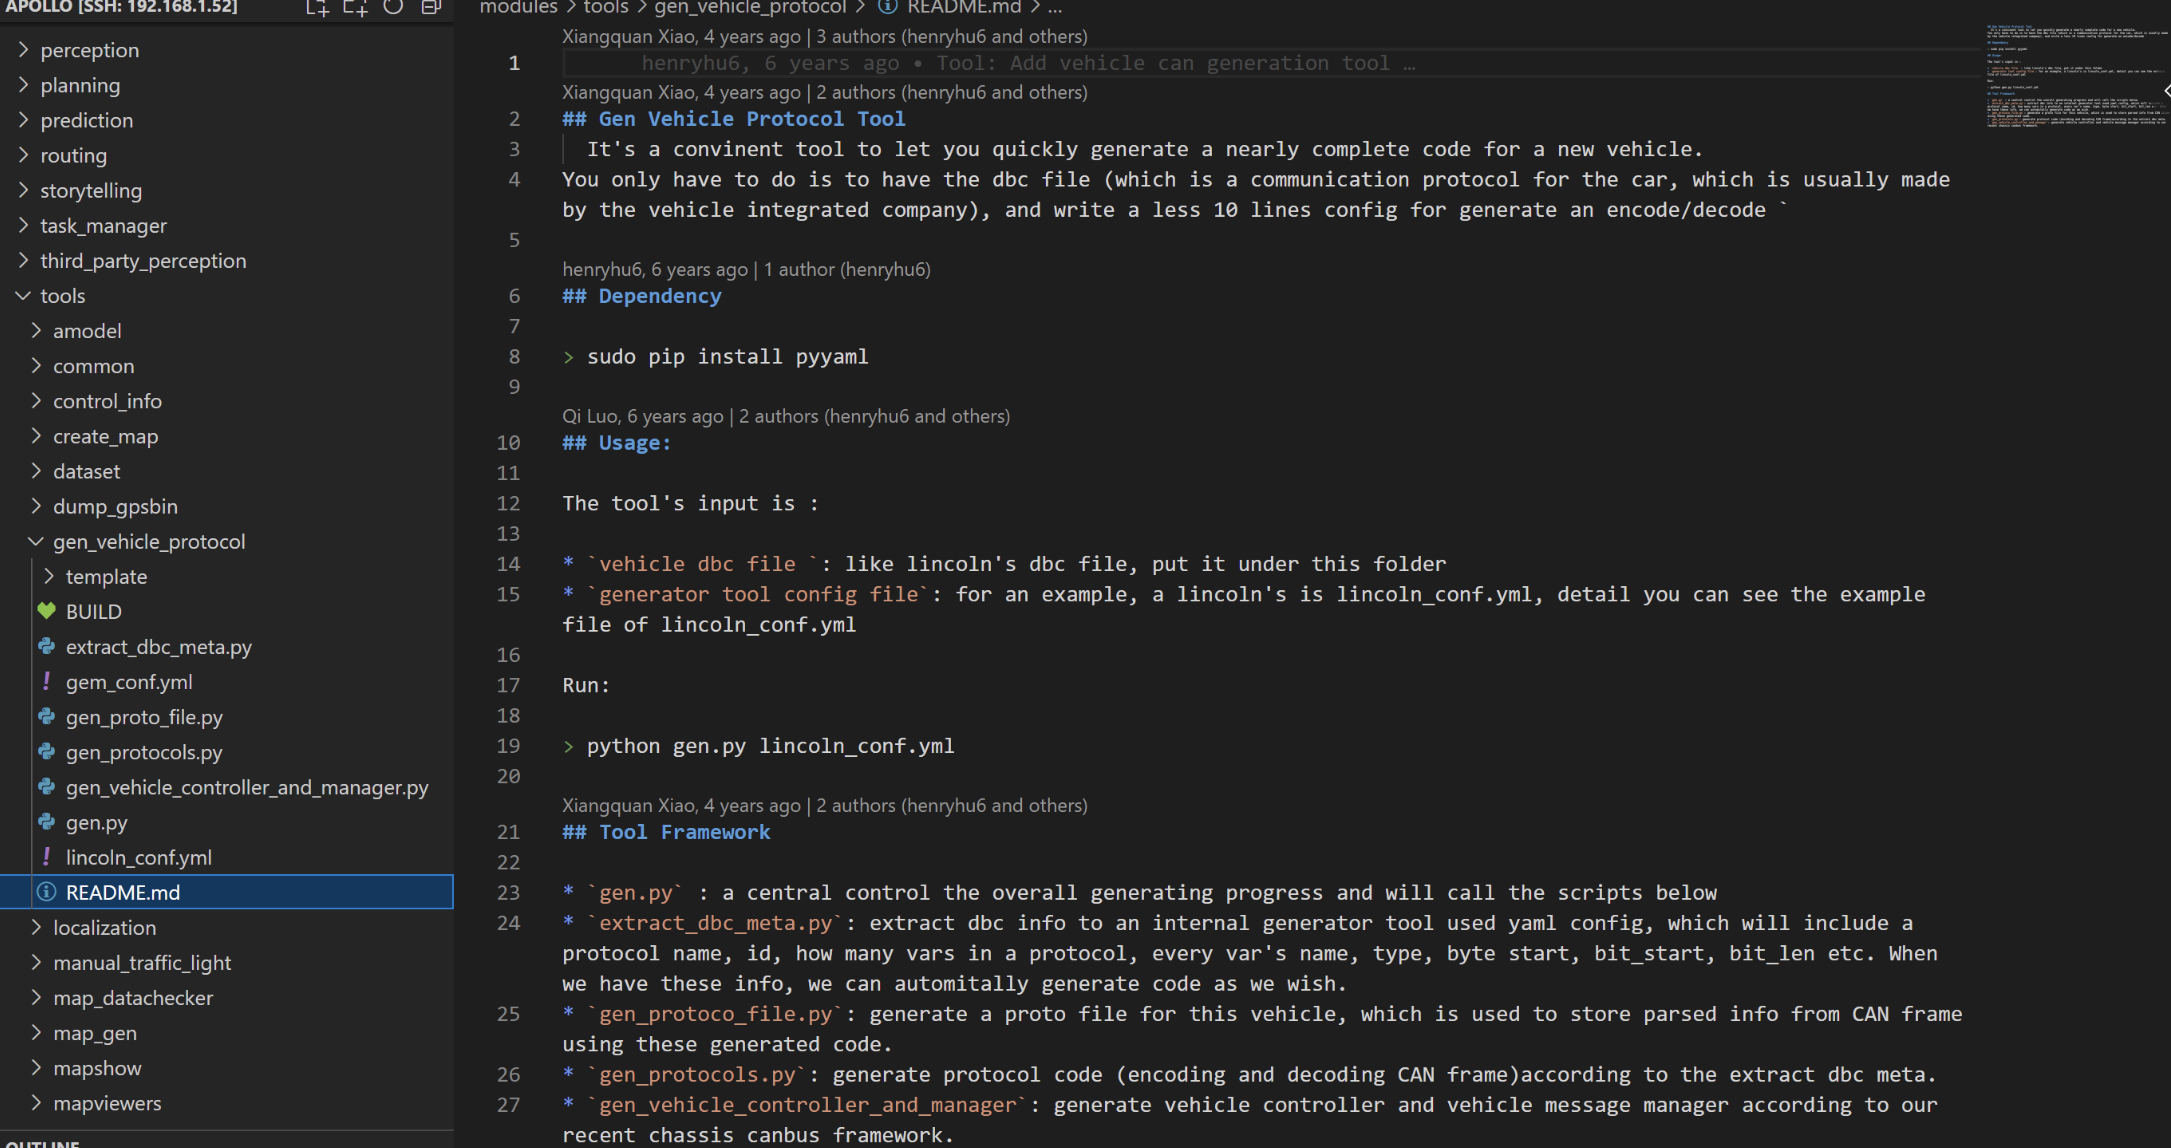 APOLLO [SSH: 192.168.1.52]
perception
planning
prediction
routing
storytelling
task_manager
third_party_perception
tools
amodel
common
control_info
create_map
dataset
dump_gpsbin
gen_vehicle_protocol
template
BUILD
extract_dbc_meta.py
! gem_conf.yml
gen_proto_file.py
gen_protocols.py
gen_vehicle_controller_and_manager.py
gen.py
! lincoln_conf.yml
README.md
localization
manual_traffic_light
map_datachecker
map_gen
mapshow
mapviewers
OUTLINE
modules > tools > gen_vehicle_protocol > README.md > ...
Xiangquan Xiao, 4 years ago | 3 authors (henryhu6 and others)
1 henryhu6, 6 years ago • Tool: Add vehicle can generation tool …
Xiangquan Xiao, 4 years ago | 2 authors (henryhu6 and others)
2 ## Gen Vehicle Protocol Tool
3 It's a convinent tool to let you quickly generate a nearly complete code for a new vehicle.
4 You only have to do is to have the dbc file (which is a communication protocol for the car, which is usually made
by the vehicle integrated company), and write a less 10 lines config for generate an encode/decode `
5
henryhu6, 6 years ago | 1 author (henryhu6)
6 ## Dependency
7
8 > sudo pip install pyyaml
9
Qi Luo, 6 years ago | 2 authors (henryhu6 and others)
10 ## Usage:
11
12 The tool's input is :
13
14 * `vehicle dbc file `: like lincoln's dbc file, put it under this folder
15 * `generator tool config file`: for an example, a lincoln's is lincoln_conf.yml, detail you can see the example
file of lincoln_conf.yml
16
17 Run:
18
19 > python gen.py lincoln_conf.yml
20
Xiangquan Xiao, 4 years ago | 2 authors (henryhu6 and others)
21 ## Tool Framework
22
23 * `gen.py` : a central control the overall generating progress and will call the scripts below
24 * `extract_dbc_meta.py`: extract dbc info to an internal generator tool used yaml config, which will include a
protocol name, id, how many vars in a protocol, every var's name, type, byte start, bit_start, bit_len etc. When
we have these info, we can automitally generate code as we wish.
25 * `gen_protoco_file.py`: generate a proto file for this vehicle, which is used to store parsed info from CAN frame
using these generated code.
26 * `gen_protocols.py`: generate protocol code (encoding and decoding CAN frame)according to the extract dbc meta.
27 * `gen_vehicle_controller_and_manager`: generate vehicle controller and vehicle message manager according to our
recent chassis canbus framework.